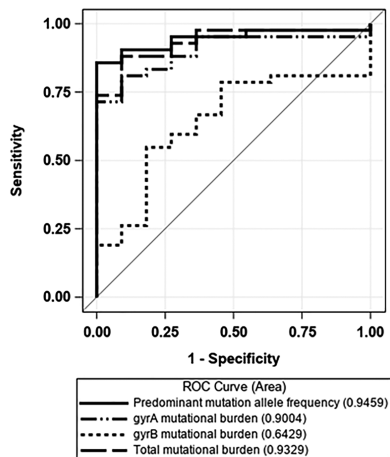 1.00
0.75
0.50
0.25
0.00
Sensitivity
0.00 0.25 0.50 0.75 1.00
1 - Specificity
ROC Curve (Area)
Predominant mutation allele frequency (0.9459)
gyrA mutational burden (0.9004)
gyrB mutational burden (0.6429)
Total mutational burden (0.9329)